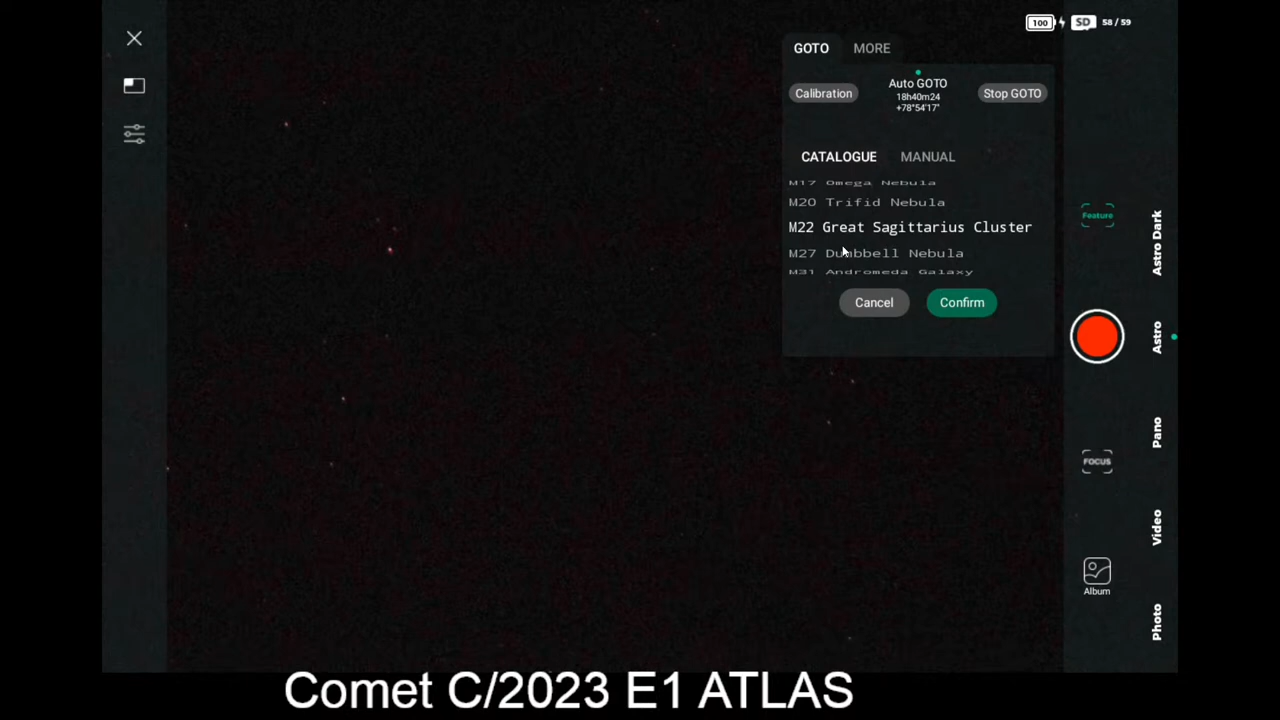 100 SD 58 / 59
GOTO MORE
Calibration Auto GOTO Stop GOTO
18h40m24
+78°54'17"
CATALOGUE MANUAL
M17 Omega Nebula
M20 Trifid Nebula
M22 Great Sagittarius Cluster
M27 Dumbbell Nebula
M31 Andromeda Galaxy
Cancel Confirm
Feature
FOCUS
Album
Astro Dark
Astro
Pano
Video
Photo
Comet C/2023 E1 ATLAS